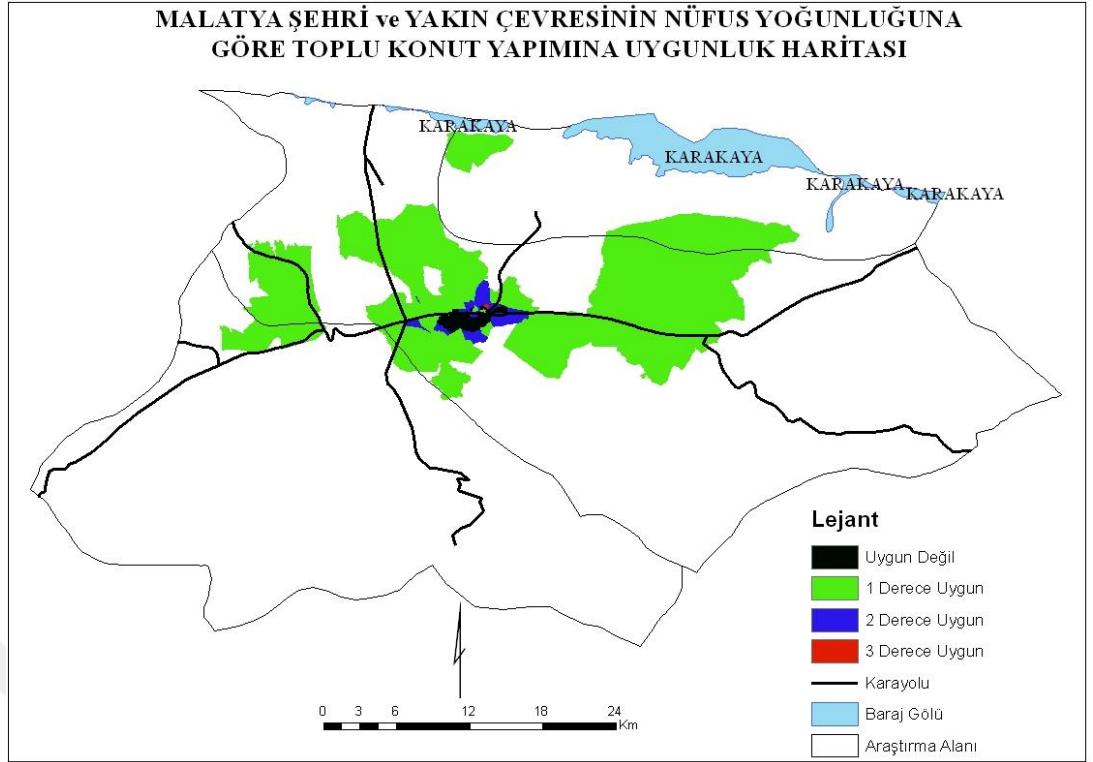 MALATYA ŞEHRİ ve YAKIN ÇEVRESİNİN NÜFUS YOĞUNLUĞUNA
GÖRE TOPLU KONUT YAPIMINA UYGUNLUK HARİTASI
KARAKAYA
KARAKAYA
KARAKAYA
KARAKAYA
Lejant
Uygun Değil
1 Derece Uygun
2 Derece Uygun
3 Derece Uygun
Karayolu
Baraj Gölü
Araştırma Alanı
0 3 6 12 18 24
Km